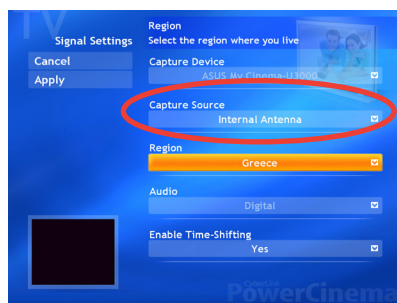 TV
Signal Settings
Cancel
Apply
Region
Select the region where you live
Capture Device
ASUS My Cinema-U3000
Capture Source
Internal Antenna
Region
Greece
Audio
Digital
Enable Time-Shifting
Yes
CyberLink
PowerCinema